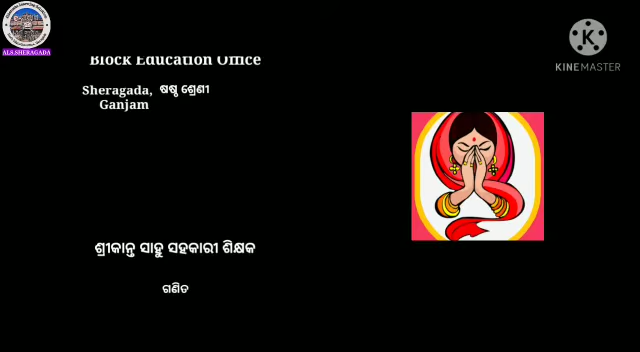 ALS.SHERAGADA
Block Education Office
KINEMASTER
Sheragada, ଷଷ୍ଠ ଶ୍ରେଣୀ
Ganjam
ଶ୍ରୀକାନ୍ତ ସାହୁ ସହକାରୀ ଶିକ୍ଷକ
ଗଣିତ